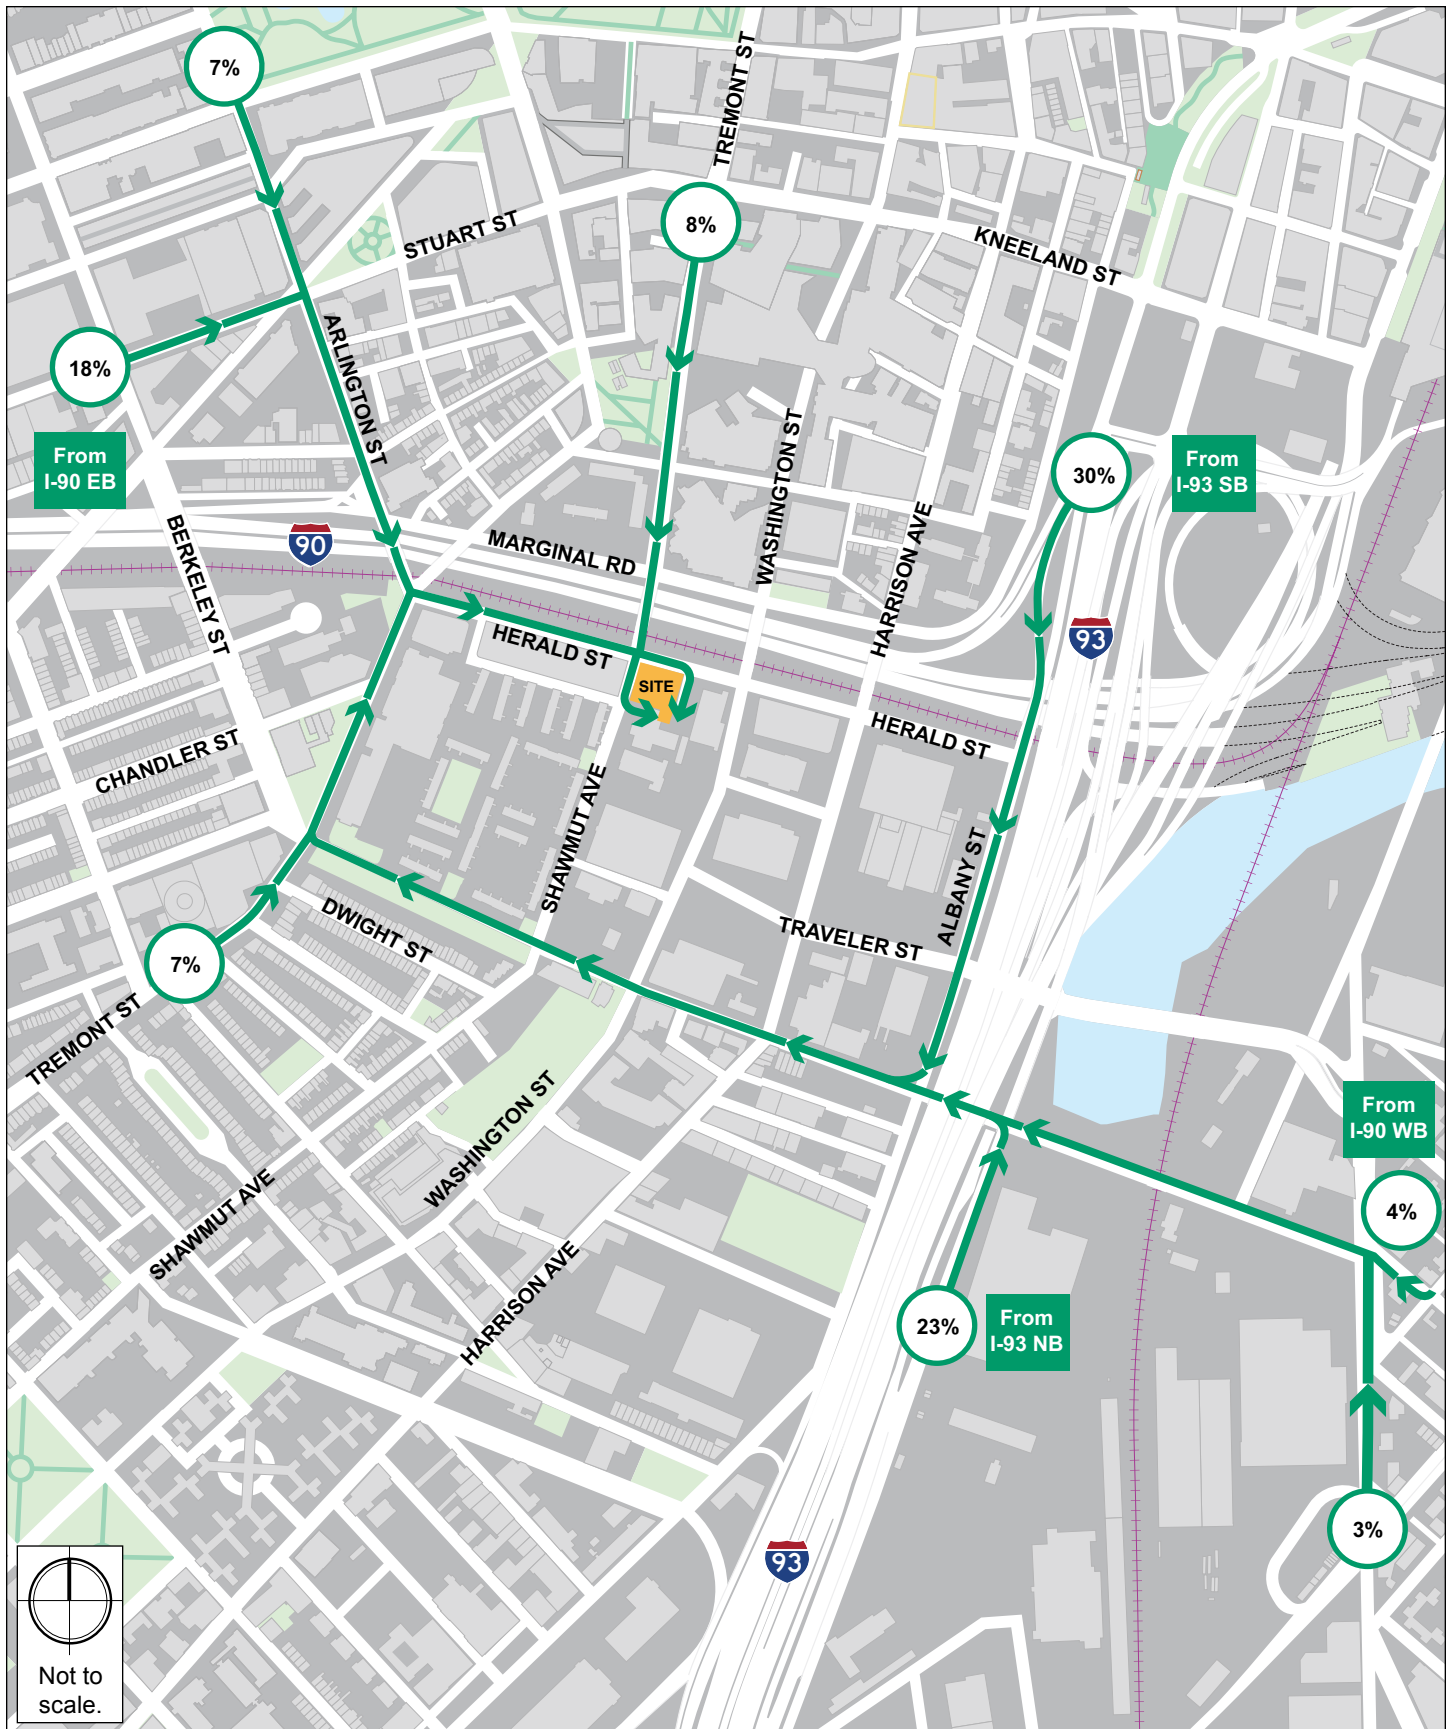 7%
TREMONT ST
8%
STUART ST
KNEELAND ST
18%
ARLINGTON ST
From
I-90 EB
30%
From
I-93 SB
WASHINGTON ST
HARRISON AVE
BERKELEY ST
90
MARGINAL RD
93
HERALD ST
SITE
HERALD ST
CHANDLER ST
SHAWMUT AVE
ALBANY ST
DWIGHT ST
TRAVELER ST
7%
TREMONT ST
WASHINGTON ST
From
I-90 WB
4%
SHAWMUT AVE
HARRISON AVE
23%
From
I-93 NB
3%
93
Not to
scale.